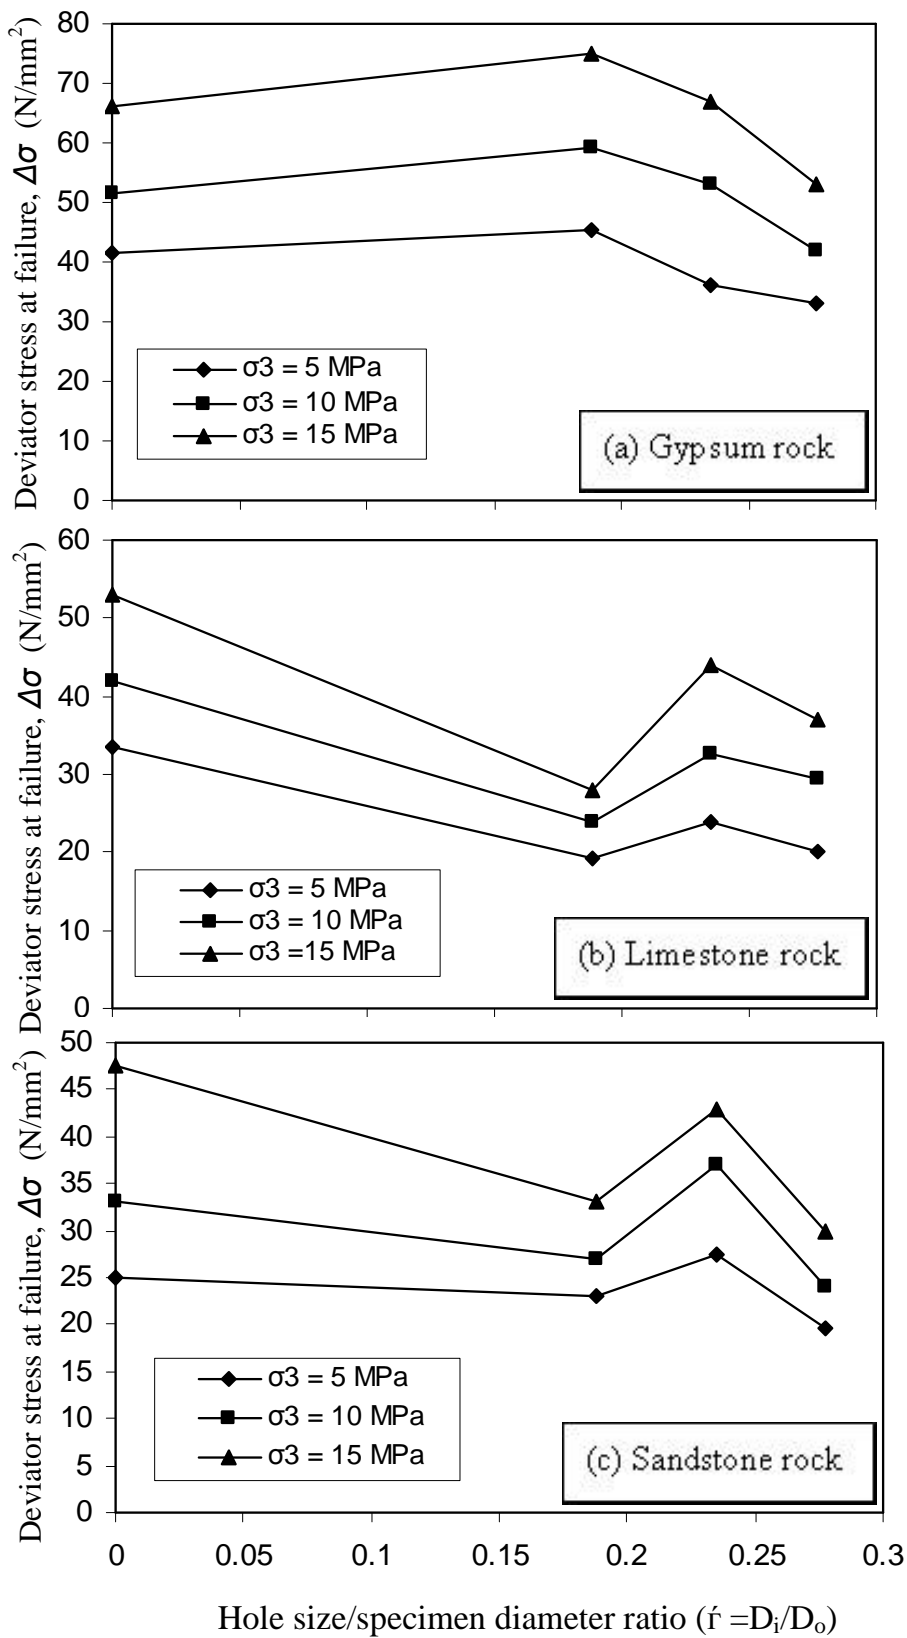 Deviator stress at failure, Δσ (N/mm²)
80
70
60
50
40
30
20
10
0
σ3 = 5 MPa
σ3 = 10 MPa
σ3 = 15 MPa
(a) Gypsum rock
Deviator stress at failure, Δσ (N/mm²)
60
50
40
30
20
10
0
σ3 = 5 MPa
σ3 = 10 MPa
σ3 =15 MPa
(b) Limestone rock
Deviator stress at failure, Δσ (N/mm²)
50
45
40
35
30
25
20
15
10
5
0
σ3 = 5 MPa
σ3 = 10 MPa
σ3 = 15 MPa
(c) Sandstone rock
0 0.05 0.1 0.15 0.2 0.25 0.3
Hole size/specimen diameter ratio (ŕ =Dᵢ/Dₒ)